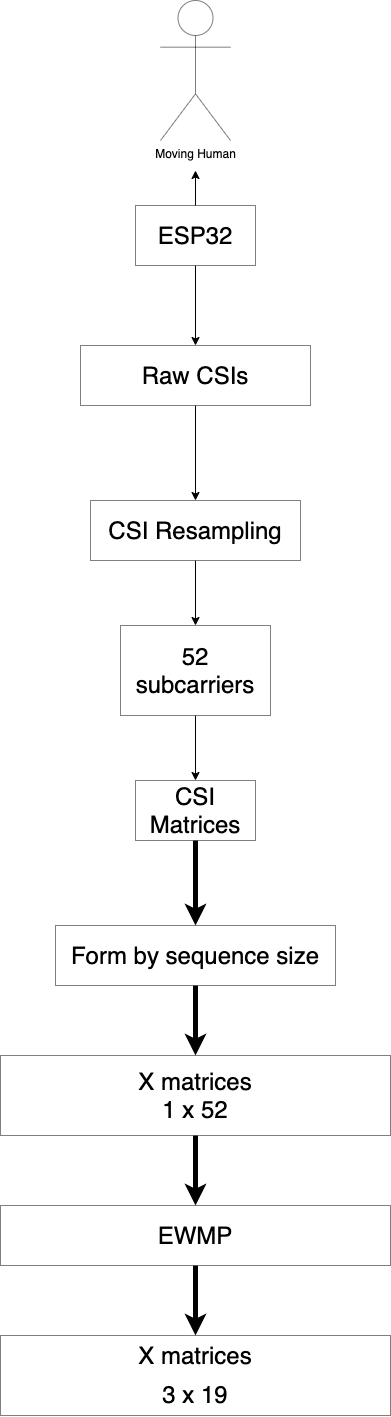 Moving Human
ESP32
Raw CSIs
CSI Resampling
52
subcarriers
CSI
Matrices
Form by sequence size
X matrices
1 x 52
EWMP
X matrices
3 x 19